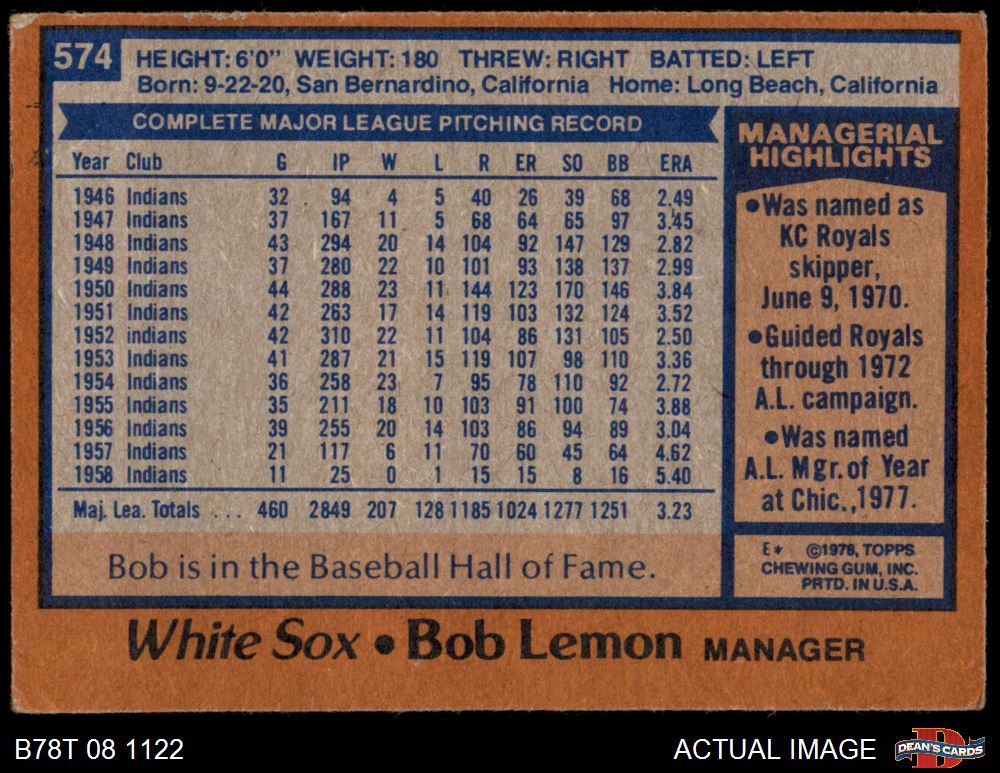 574 HEIGHT: 6'0" WEIGHT: 180 THREW: RIGHT BATTED: LEFT
Born: 9-22-20, San Bernardino, California Home: Long Beach, California
COMPLETE MAJOR LEAGUE PITCHING RECORD
Year Club G IP W L R ER SO BB ERA
1946 Indians 32 94 4 5 40 26 39 68 2.49
1947 Indians 37 167 11 5 68 64 65 97 3.45
1948 Indians 43 294 20 14 104 92 147 129 2.82
1949 Indians 37 280 22 10 101 93 138 137 2.99
1950 Indians 44 288 23 11 144 123 170 146 3.84
1951 Indians 42 263 17 14 119 103 132 124 3.52
1952 indians 42 310 22 11 104 86 131 105 2.50
1953 Indians 41 287 21 15 119 107 98 110 3.36
1954 Indians 36 258 23 7 95 78 110 92 2.72
1955 Indians 35 211 18 10 103 91 100 74 3.88
1956 Indians 39 255 20 14 103 86 94 89 3.04
1957 Indians 21 117 6 11 70 60 45 64 4.62
1958 Indians 11 25 0 1 15 15 8 16 5.40
Maj. Lea. Totals . . . 460 2849 207 128 1185 1024 1277 1251 3.23
Bob is in the Baseball Hall of Fame.
MANAGERIAL
HIGHLIGHTS
•Was named as
KC Royals
skipper,
June 9, 1970.
•Guided Royals
through 1972
A.L. campaign.
•Was named
A.L. Mgr. of Year
at Chic.,1977.
E* ©1978, TOPPS
CHEWING GUM, INC.
PRTD. IN U.S.A.
White Sox • Bob Lemon MANAGER
B78T 08 1122 ACTUAL IMAGE D DEAN'S CARDS